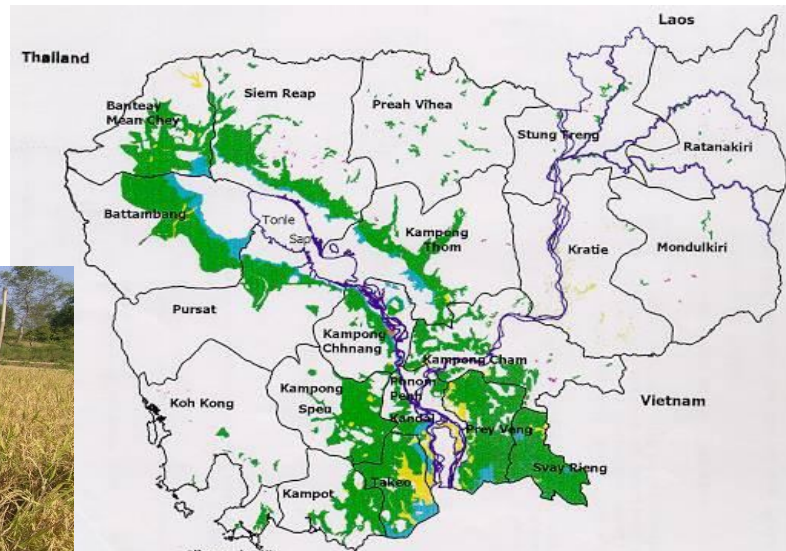 Laos
Thailand
Siem Reap
Preah Vihea
Banteay
Mean Chey
Stung Treng
Ratanakiri
Battambang
Tonle
Sap
Kampong
Thom
Kratie
Mondulkiri
Pursat
Kampong
Chhnang
Kampong Cham
Kampong
Speu
Phnom
Penh
Koh Kong
Vietnam
Kandal
Prey Veng
Svay Rieng
Takeo
Kampot